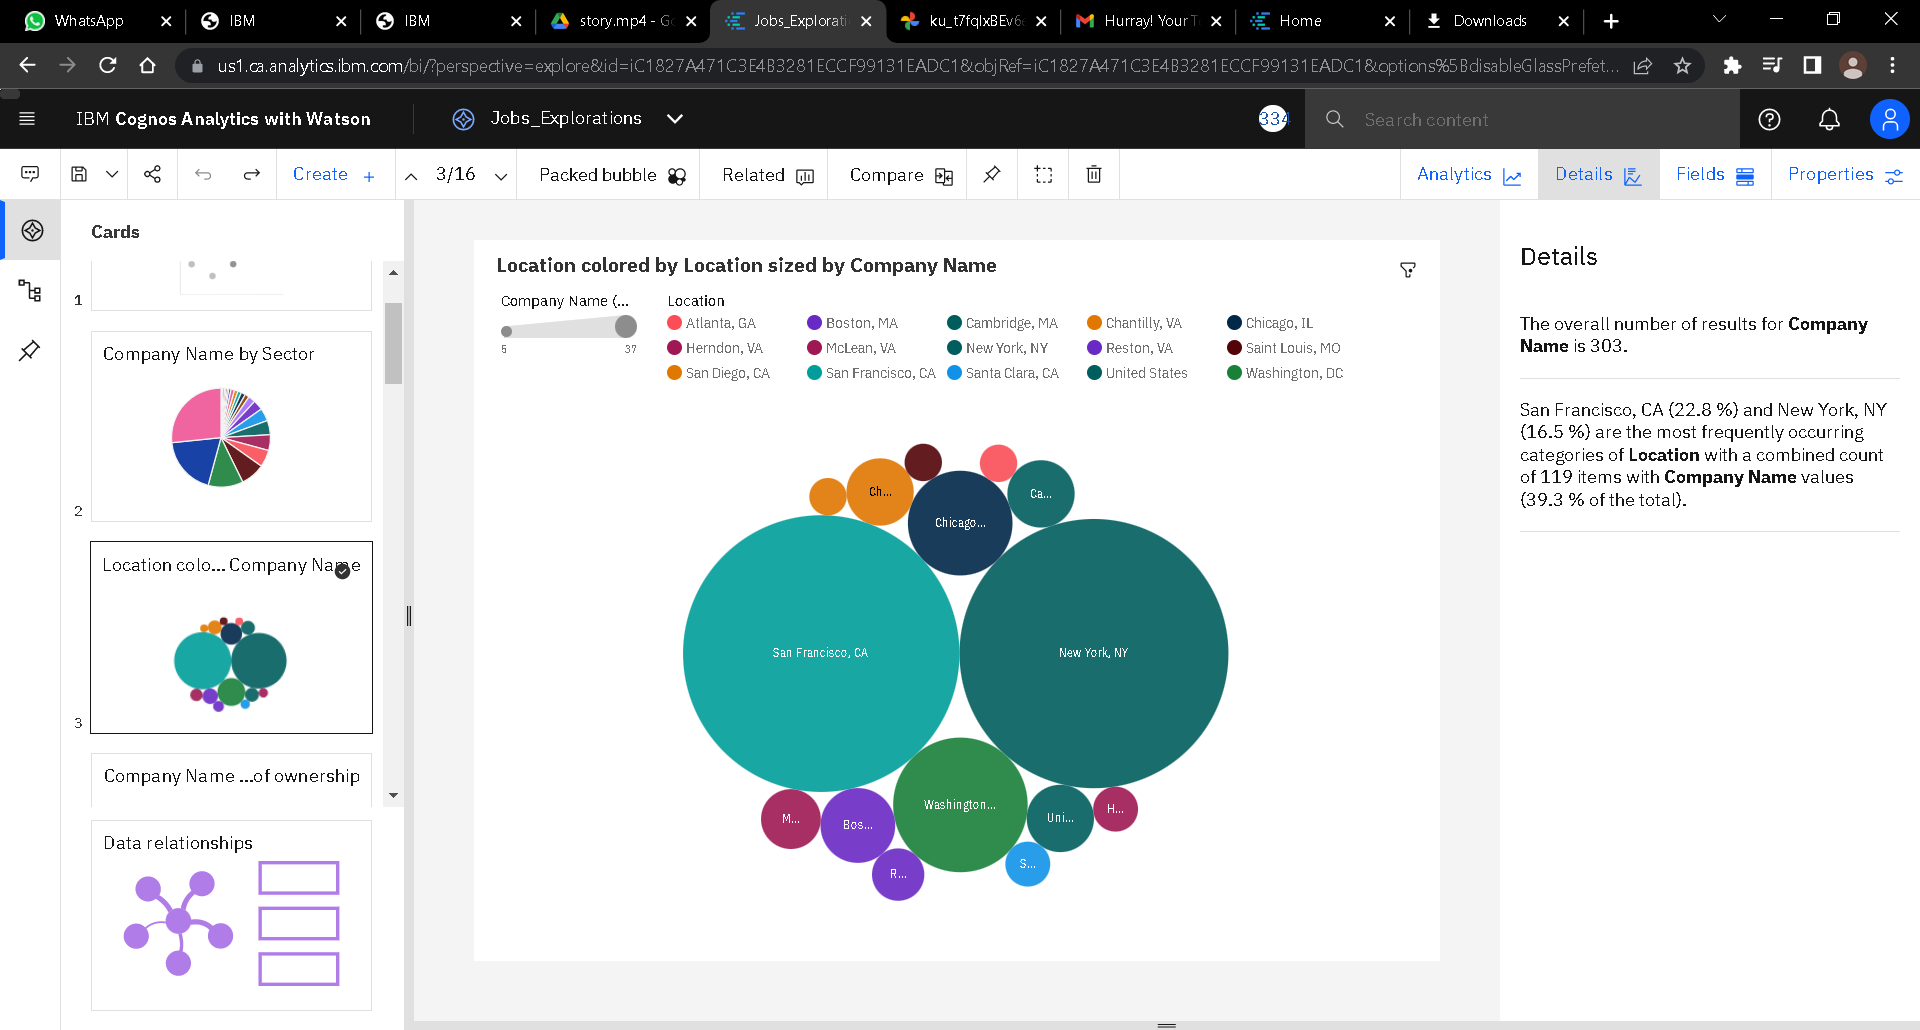 WhatsApp
IBM
IBM
story.mp4 - Go
Jobs_Explorati
ku_t7fqIxBEv6
Hurray! Your T
Home
Downloads
us1.ca.analytics.ibm.com/bi/?perspective=explore&id=iC1827A471C3E4B3281ECCF99131EADC1&objRef=iC1827A471C3E4B3281ECCF99131EADC1&options%5BdisableGlassPrefet...
IBM Cognos Analytics with Watson
Jobs_Explorations
334
Search content
Create +
3/16
Packed bubble
Related
Compare
Analytics
Details
Fields
Properties
Cards
1
Company Name by Sector
2
Location colo... Company Name
3
Company Name ...of ownership
Data relationships
Location colored by Location sized by Company Name
Company Name (...
5 37
Location
Atlanta, GA Boston, MA Cambridge, MA Chantilly, VA Chicago, IL
Herndon, VA McLean, VA New York, NY Reston, VA Saint Louis, MO
San Diego, CA San Francisco, CA Santa Clara, CA United States Washington, DC
Ch...
Ca...
Chicago...
San Francisco, CA
New York, NY
Washington...
M...
Bos...
Uni...
H...
R...
S...
Details
The overall number of results for Company
Name is 303.
San Francisco, CA (22.8 %) and New York, NY
(16.5 %) are the most frequently occurring
categories of Location with a combined count
of 119 items with Company Name values
(39.3 % of the total).